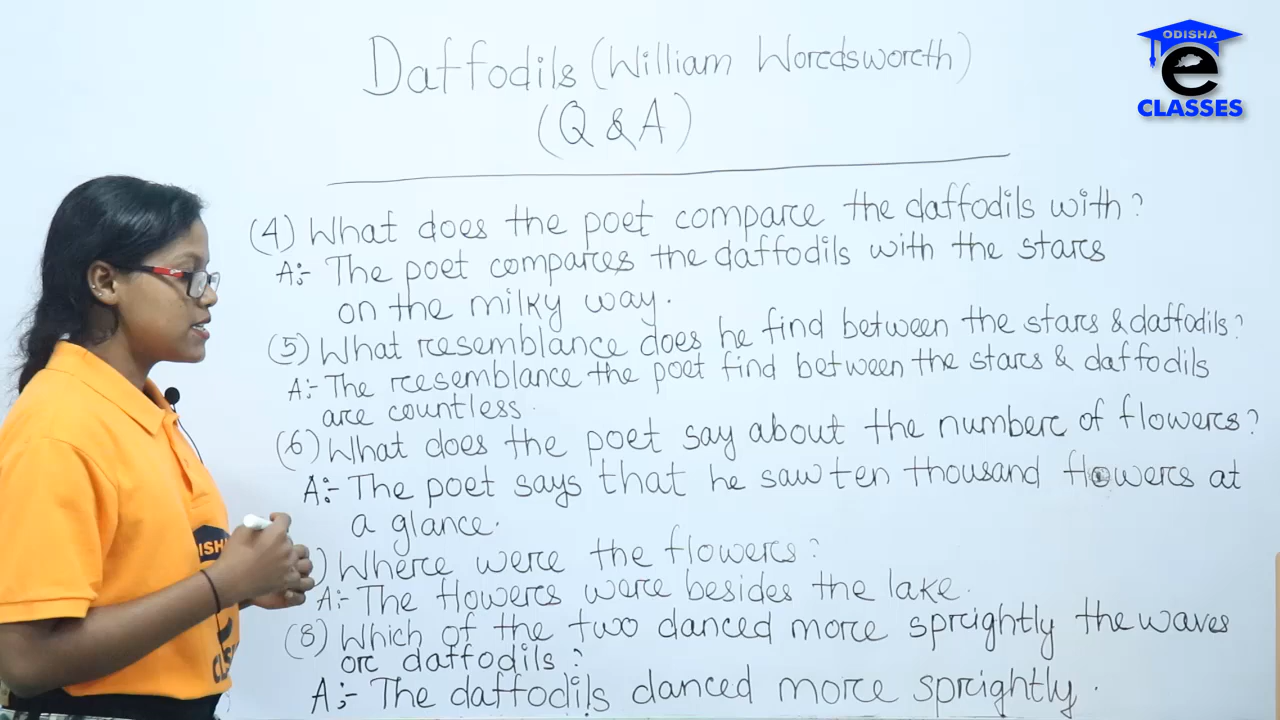 Daffodils (William Wordsworth)
(Q & A)
ODISHA
e
CLASSES
(4) What does the poet compare the daffodils with?
A:- The poet compares the daffodils with the stars
on the milky way.
(5) What resemblance does he find between the stars & daffodils?
A:- The resemblance the poet find between the stars & daffodils
are countless.
(6) What does the poet say about the number of flowers?
A:- The poet says that he saw ten thousand flowers at
a glance.
) Where were the flowers?
A:- The flowers were besides the lake.
(8) Which of the two danced more sprightly the waves
or daffodils?
A:- The daffodils danced more sprightly.